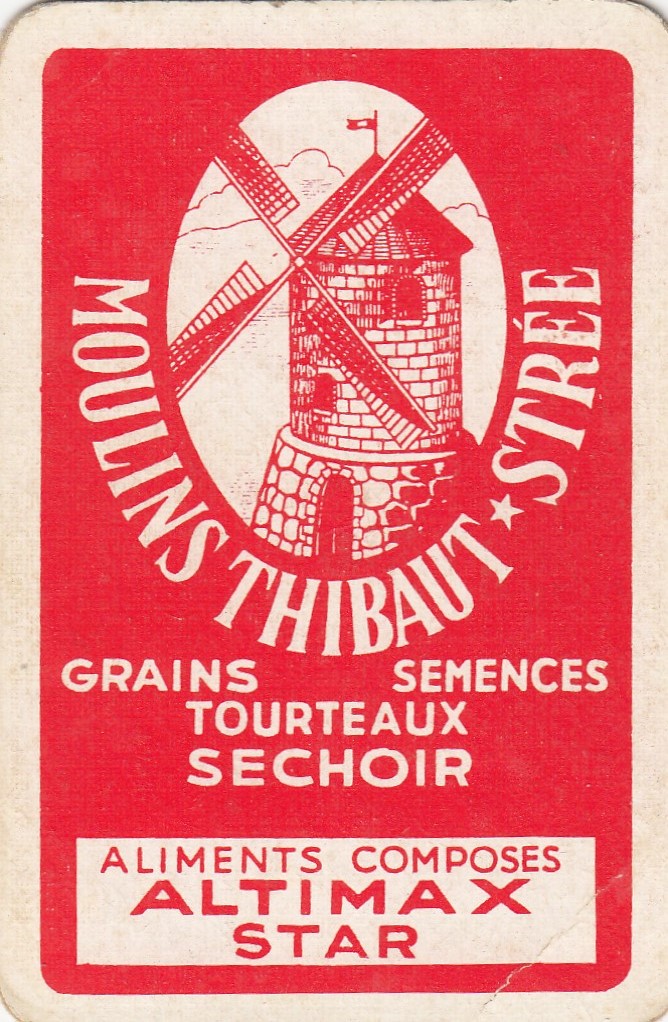 MOULINS THIBAUT ★ STRÉE
GRAINS SEMENCES
TOURTEAUX
SECHOIR
ALIMENTS COMPOSES
ALTIMAX
STAR